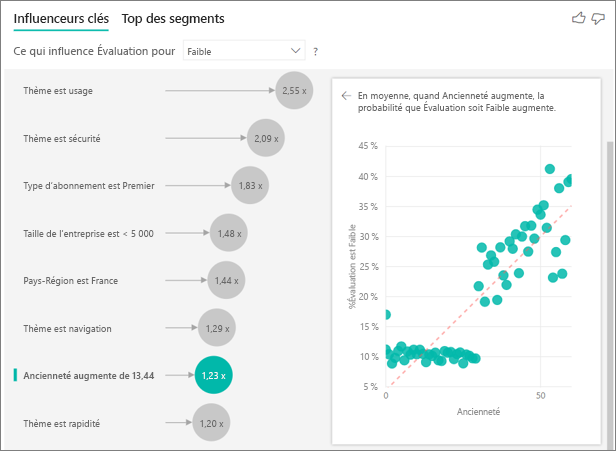 Influenceurs clés Top des segments
Ce qui influence Évaluation pour Faible ?
Thème est usage 2,55 x
Thème est sécurité 2,09 x
Type d'abonnement est Premier 1,83 x
Taille de l'entreprise est < 5 000 1,48 x
Pays-Région est France 1,44 x
Thème est navigation 1,29 x
Ancienneté augmente de 13,44 1,23 x
Thème est rapidité 1,20 x
En moyenne, quand Ancienneté augmente, la
probabilité que Évaluation soit Faible augmente.
%Évaluation est Faible
45 %
40 %
35 %
30 %
25 %
20 %
15 %
10 %
5 %
0 50
Ancienneté